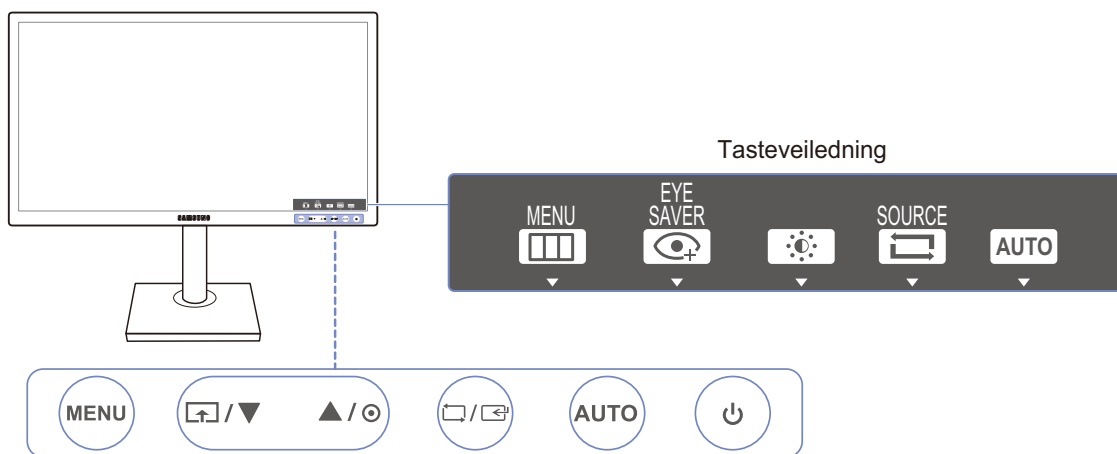 SAMSUNG
Tasteveiledning
MENU
EYE
SAVER
SOURCE
AUTO
MENU
AUTO